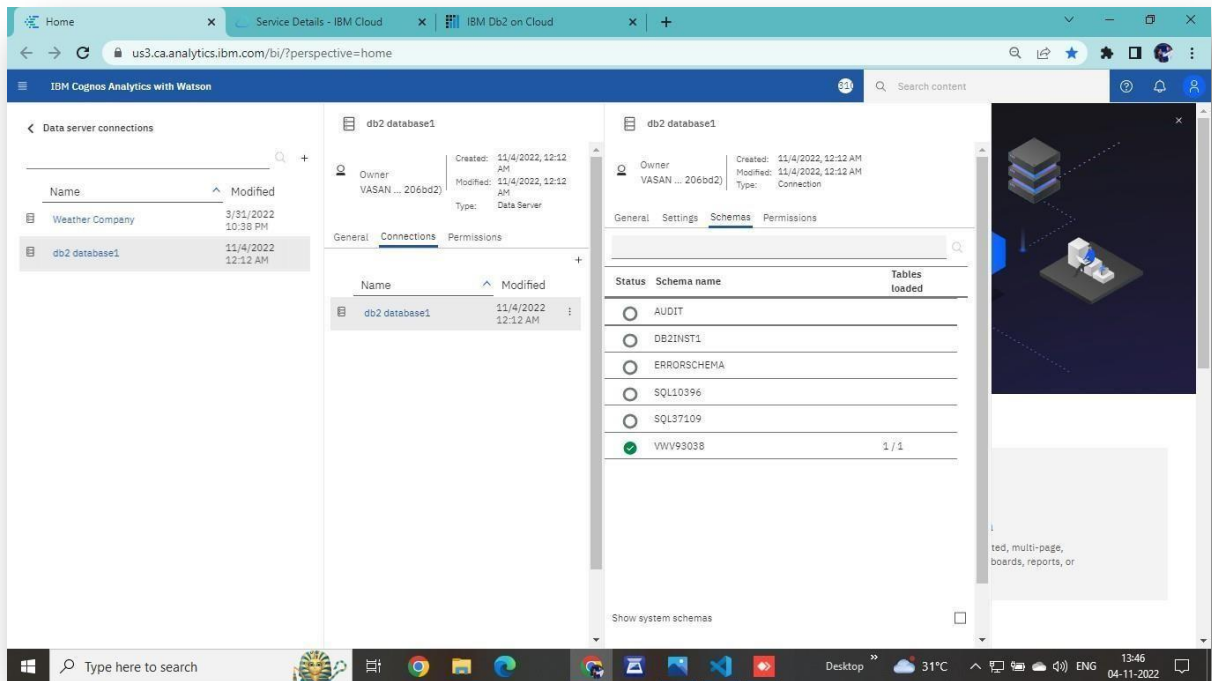 Home
Service Details - IBM Cloud
IBM Db2 on Cloud
us3.ca.analytics.ibm.com/bi/?perspective=home
IBM Cognos Analytics with Watson
Search content
Data server connections
Name Modified
Weather Company 3/31/2022
10:38 PM
db2 database1 11/4/2022
12:12 AM
db2 database1
Owner
VASAN ... 206bd2)
Created: 11/4/2022, 12:12
AM
Modified: 11/4/2022, 12:12
AM
Type: Data Server
General Connections Permissions
Name Modified
db2 database1 11/4/2022
12:12 AM
db2 database1
Owner
VASAN ... 206bd2)
Created: 11/4/2022, 12:12 AM
Modified: 11/4/2022, 12:12 AM
Type: Connection
General Settings Schemas Permissions
Status Schema name Tables
loaded
AUDIT
DB2INST1
ERRORSCHEMA
SQL10396
SQL37109
VWV93038 1 / 1
Show system schemas
ted, multi-page,
boards, reports, or
Type here to search
Desktop
31°C
ENG
13:46
04-11-2022